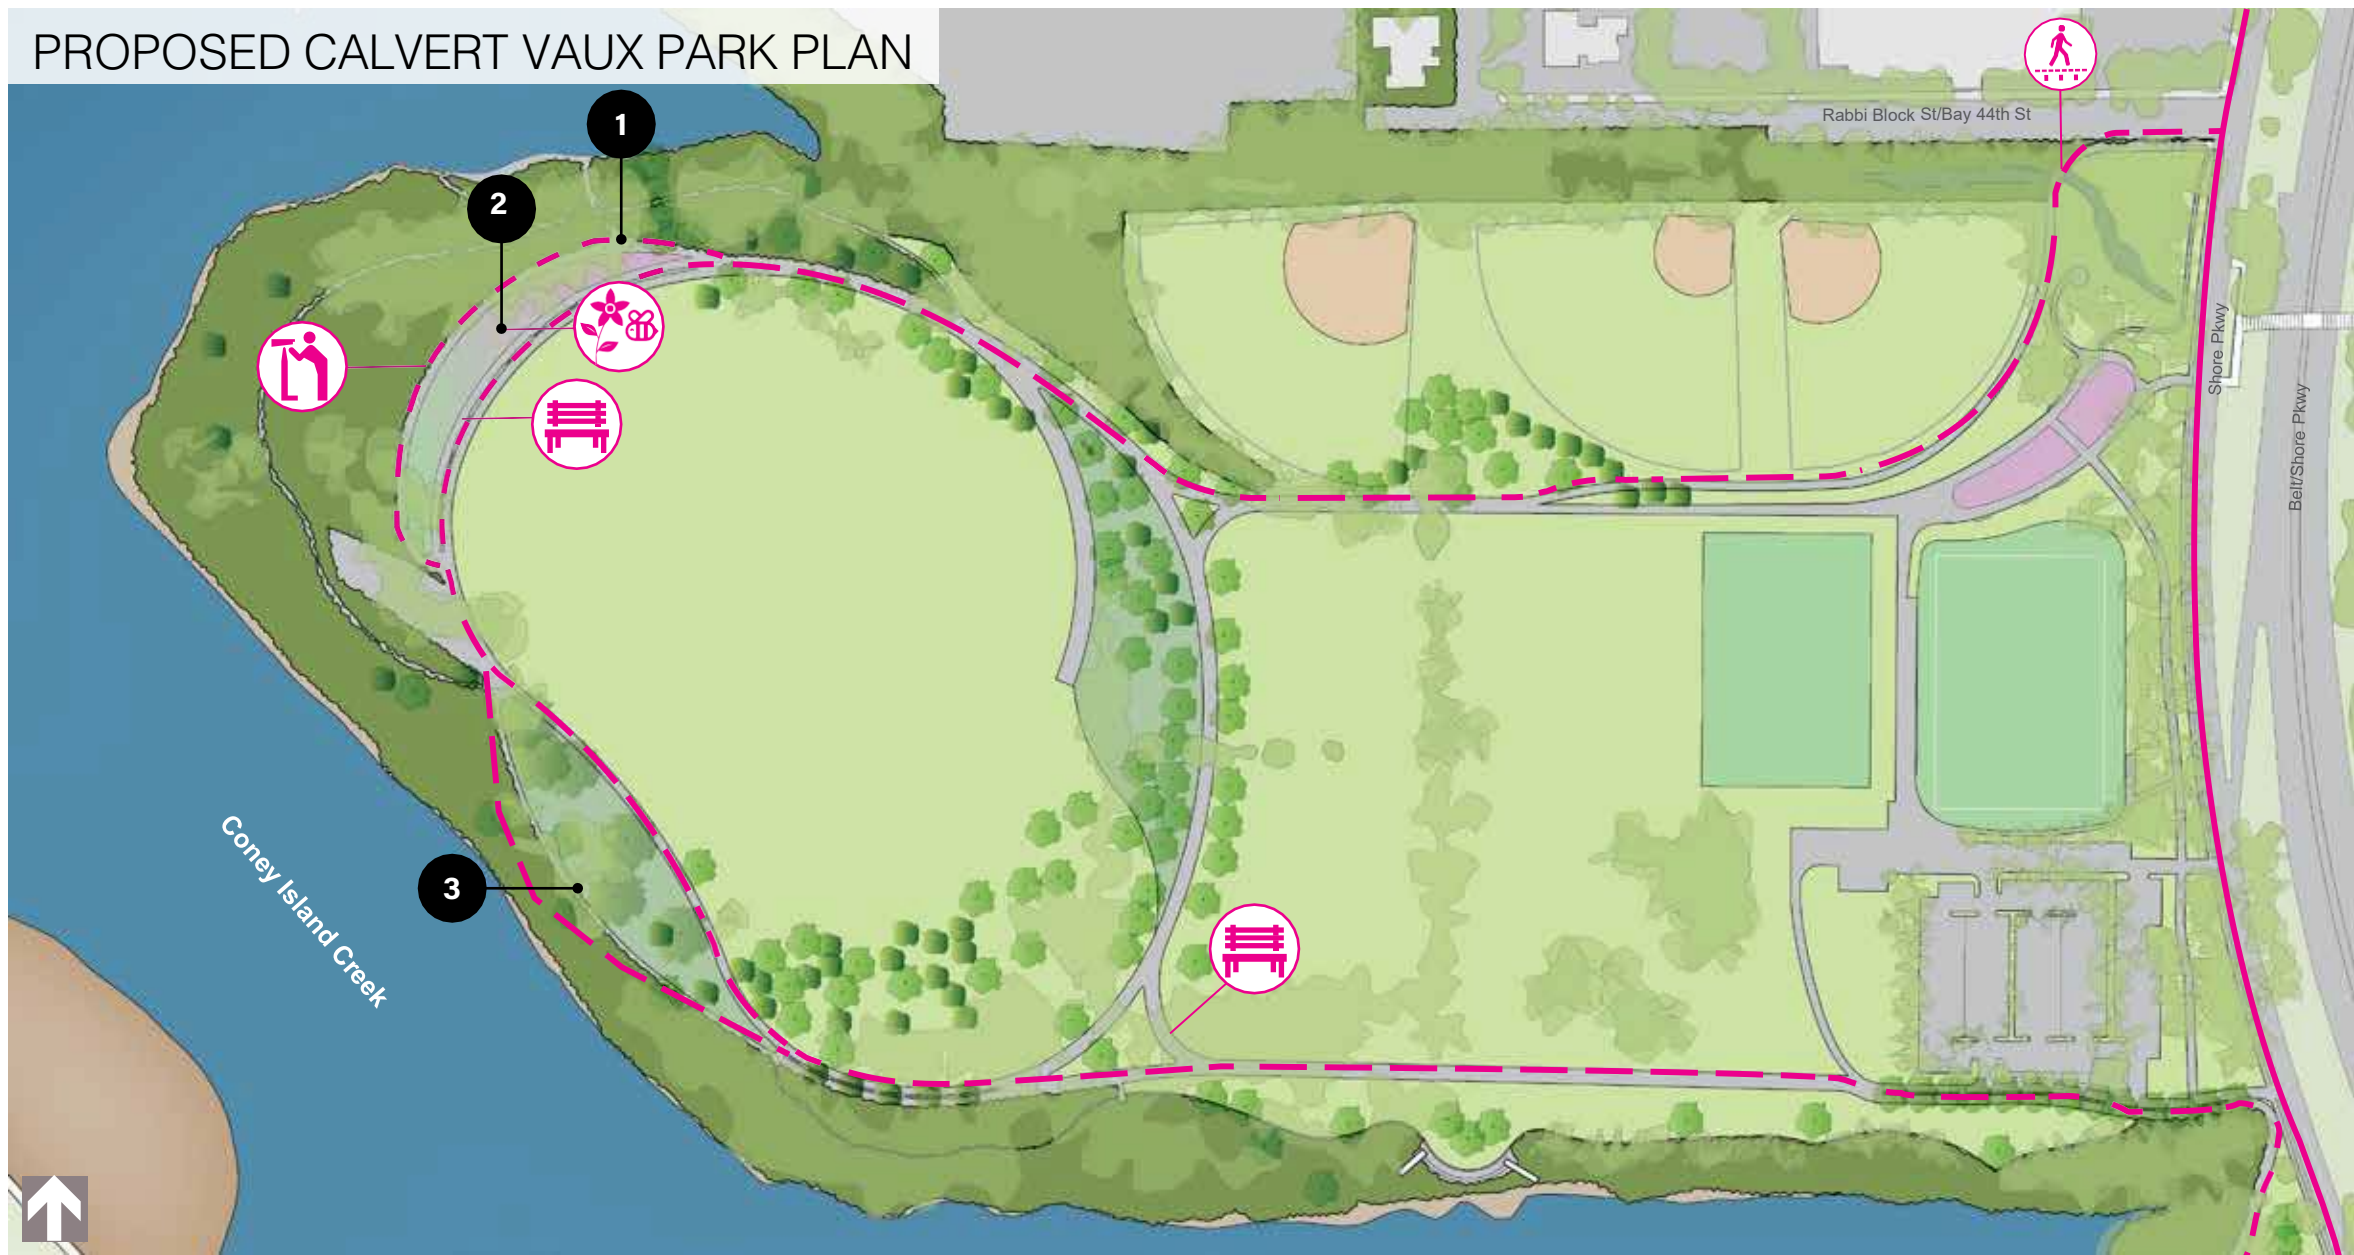 PROPOSED CALVERT VAUX PARK PLAN
1
2
Rabbi Block St/Bay 44th St
Shore Pkwy
Belt/Shore Pkwy
3
Coney Island Creek